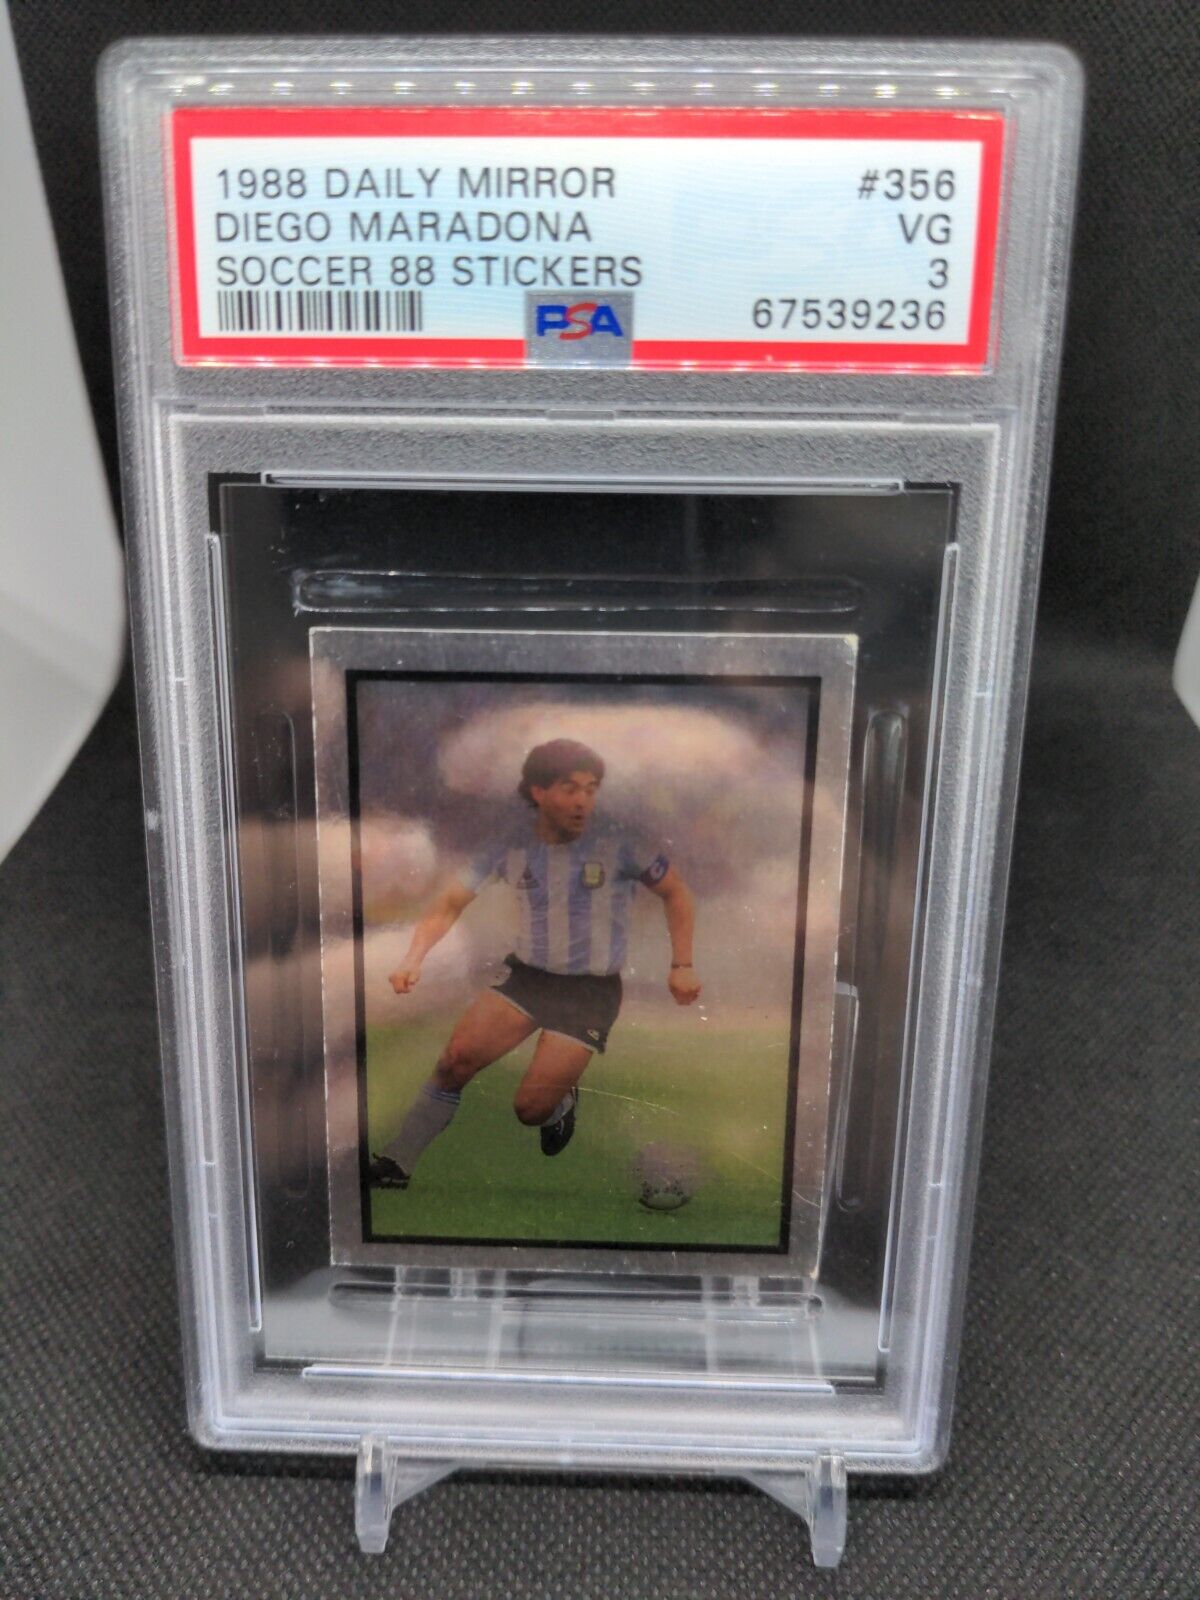 1988 DAILY MIRROR #356
DIEGO MARADONA VG
SOCCER 88 STICKERS 3
PSA 67539236